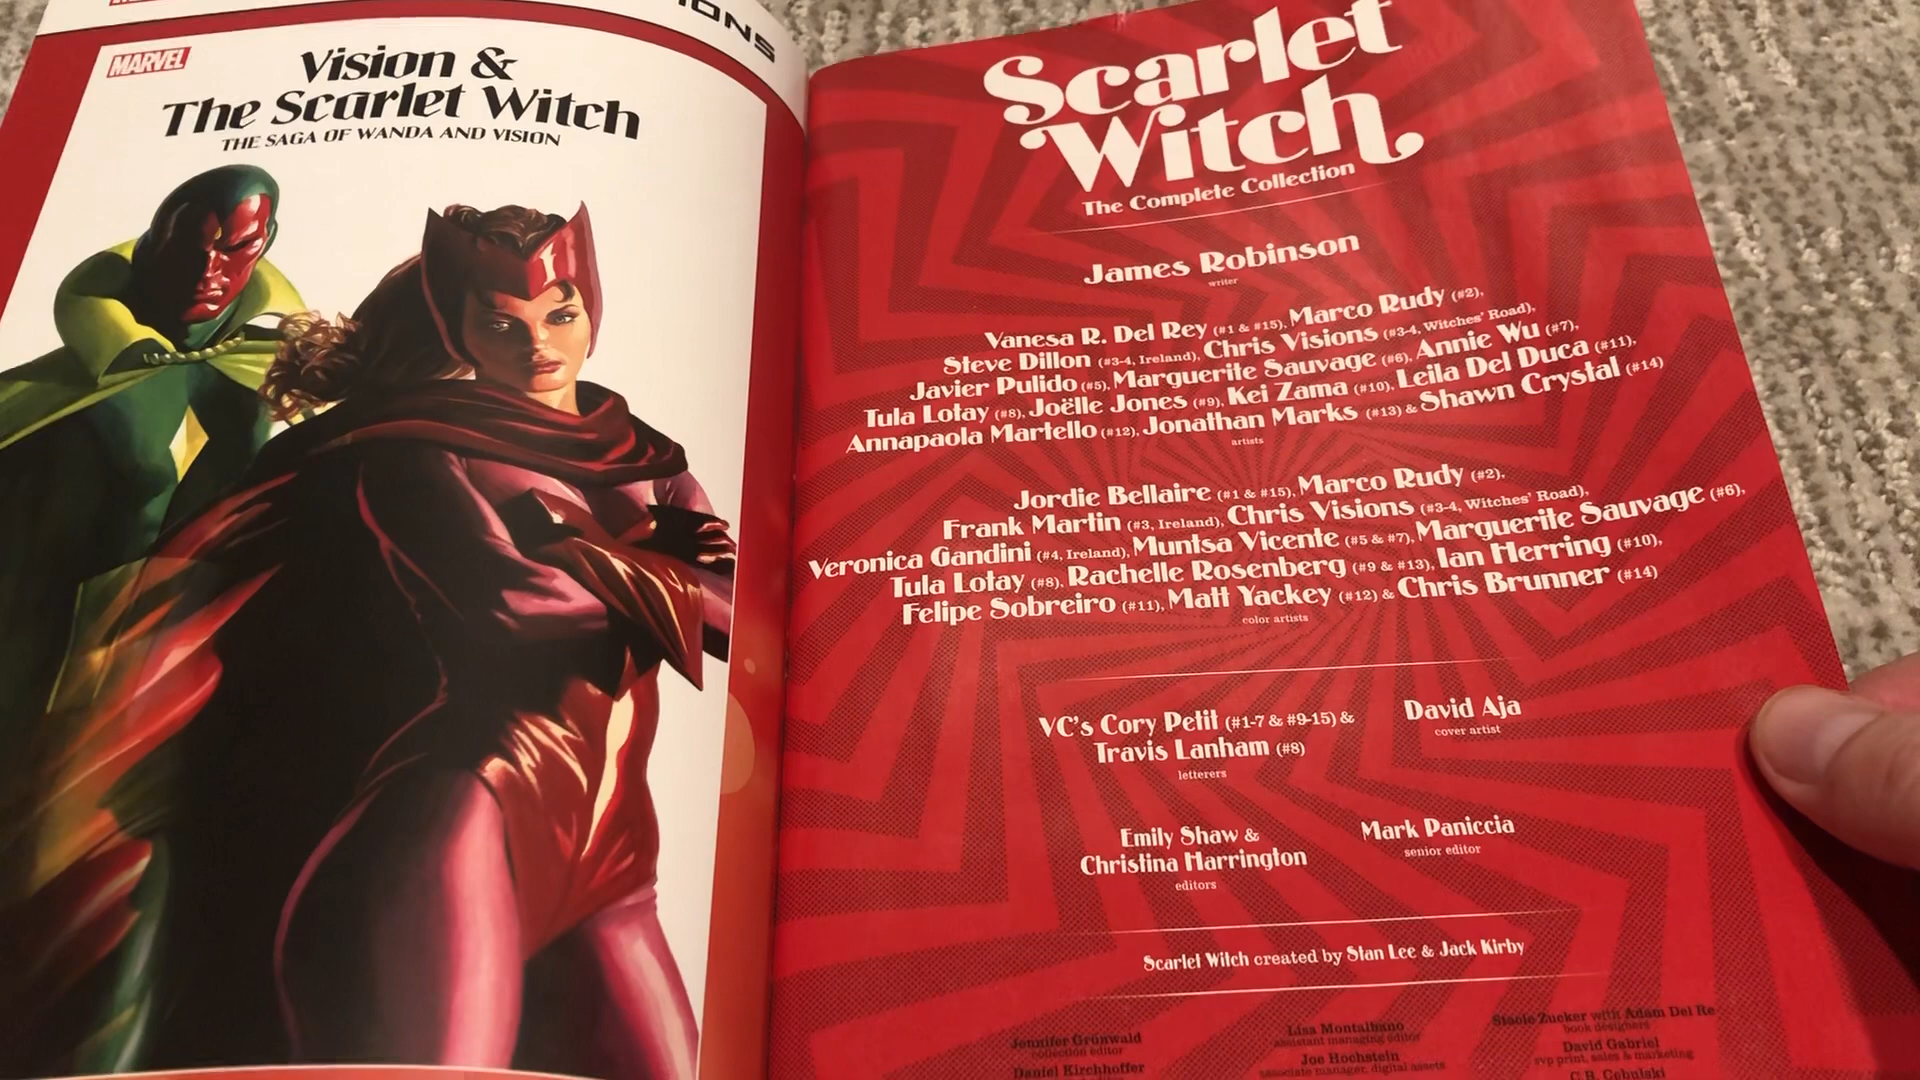 IONS
MARVEL
Vision &
The Scarlet Witch
THE SAGA OF WANDA AND VISION
Scarlet
Witch
The Complete Collection
James Robinson
writer
Vanesa R. Del Rey (#1 & #15), Marco Rudy (#2),
Steve Dillon (#3-4, Ireland), Chris Visions (#3-4, Witches' Road),
Javier Pulido (#5), Marguerite Sauvage (#6), Annie Wu (#7),
Tula Lotay (#8), Joëlle Jones (#9), Kei Zama (#10), Leila Del Duca (#11),
Annapaola Martello (#12), Jonathan Marks (#13) & Shawn Crystal (#14)
artists
Jordie Bellaire (#1 & #15), Marco Rudy (#2),
Frank Martin (#3, Ireland), Chris Visions (#3-4, Witches' Road),
Veronica Gandini (#4, Ireland), Muntsa Vicente (#5 & #7), Marguerite Sauvage (#6),
Tula Lotay (#8), Rachelle Rosenberg (#9 & #13), Ian Herring (#10),
Felipe Sobreiro (#11), Matt Yackey (#12) & Chris Brunner (#14)
color artists
VC's Cory Petit (#1-7 & #9-15) &
Travis Lanham (#8)
letterers
David Aja
cover artist
Emily Shaw &
Christina Harrington
editors
Mark Paniccia
senior editor
Scarlet Witch created by Stan Lee & Jack Kirby
Jennifer Grünwald
collection editor
Daniel Kirchhoffer
Lisa Montalbano
assistant managing editor
Joe Hochstein
associate manager, digital assets
Stacie Zucker with Adam Del Re
book designers
David Gabriel
svp print, sales & marketing
C.B. Cebulski